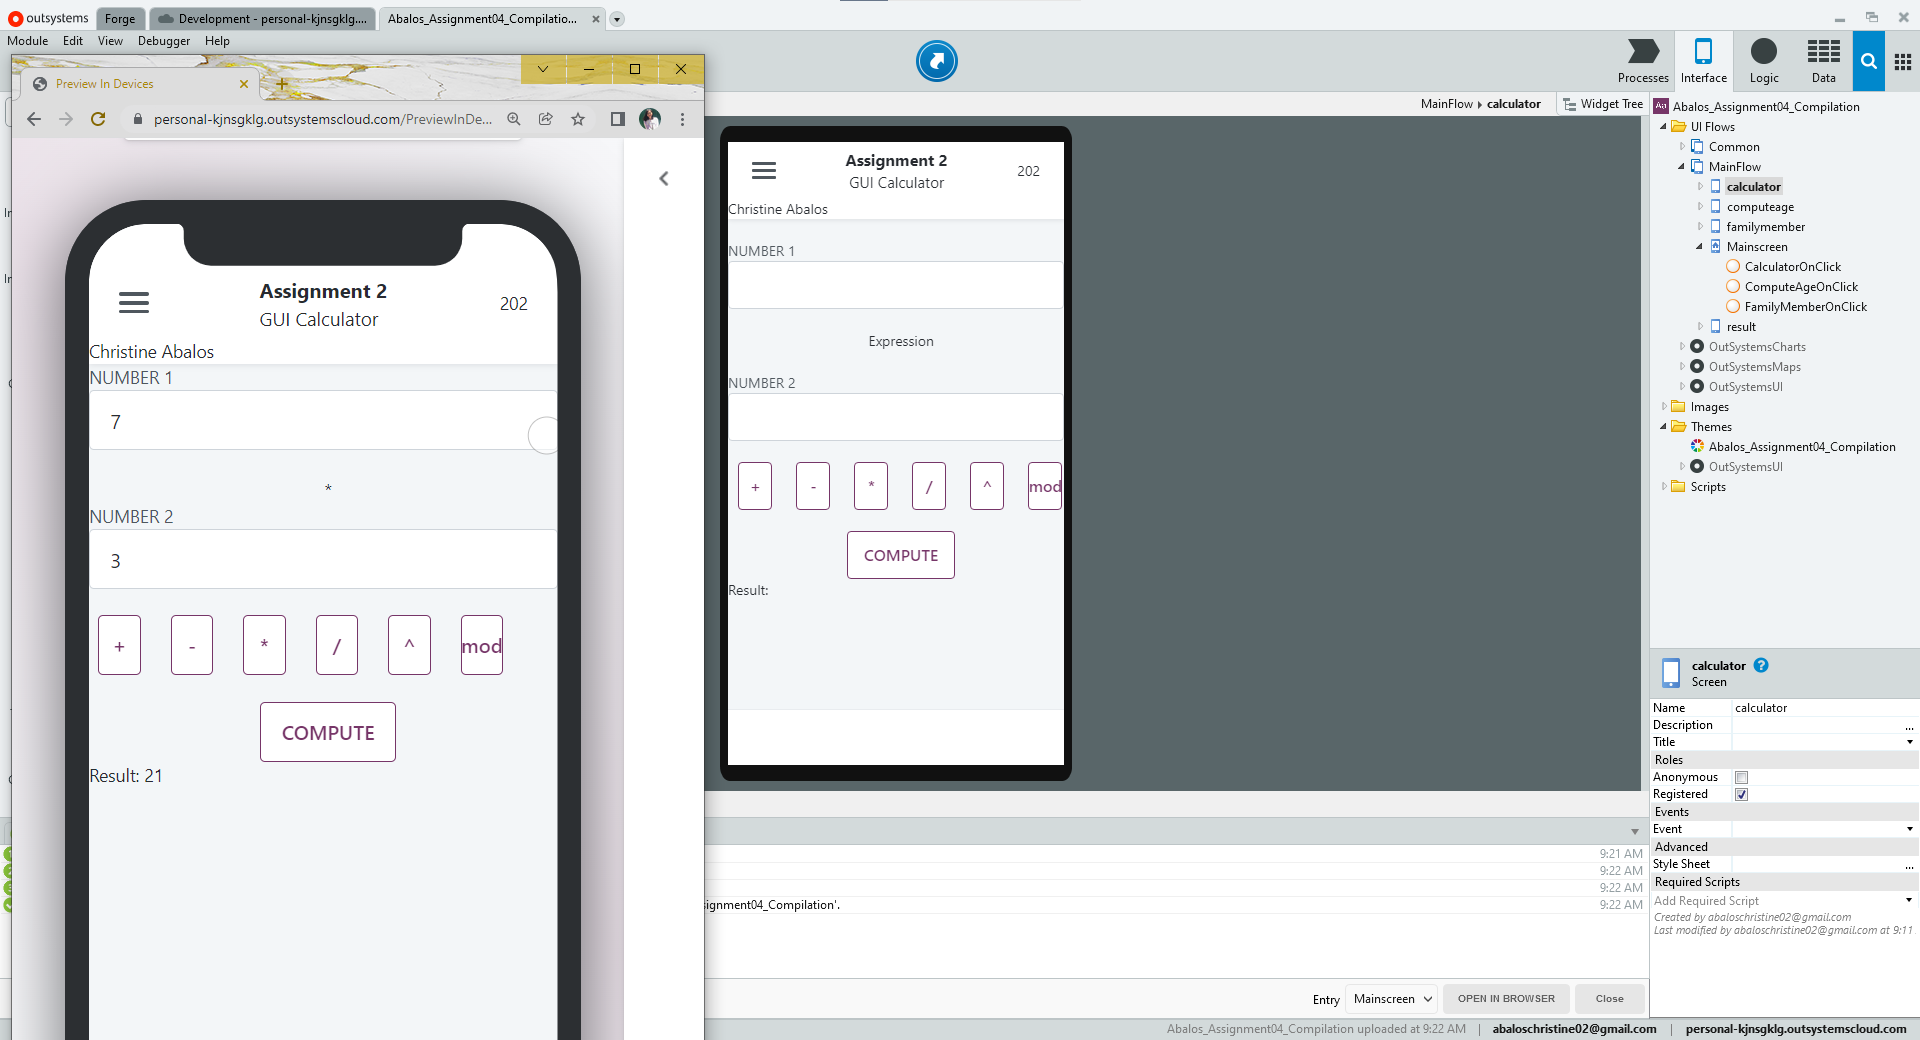 outsystems
Forge
Development - personal-kjnsgklg....
Abalos_Assignment04_Compilatio...
Module Edit View Debugger Help
Processes
Interface
Logic
Data
Preview In Devices
personal-kjnsgklg.outsystemscloud.com/PreviewInDe...
MainFlow calculator
Widget Tree
Assignment 2
GUI Calculator
202
Christine Abalos
NUMBER 1
7
*
NUMBER 2
3
+
-
*
/
^
mod
COMPUTE
Result: 21
Assignment 2
GUI Calculator
202
Christine Abalos
NUMBER 1
Expression
NUMBER 2
+
-
*
/
^
mod
COMPUTE
Result:
Abalos_Assignment04_Compilation
UI Flows
Common
MainFlow
calculator
computeage
familymember
Mainscreen
CalculatorOnClick
ComputeAgeOnClick
FamilyMemberOnClick
result
OutSystemsCharts
OutSystemsMaps
OutSystemsUI
Images
Themes
Abalos_Assignment04_Compilation
OutSystemsUI
Scripts
calculator
Screen
Name calculator
Description ...
Title
Roles
Anonymous
Registered
Events
Event
Advanced
Style Sheet ...
Required Scripts
Add Required Script
Created by abaloschristine02@gmail.com
Last modified by abaloschristine02@gmail.com at 9:11
9:21 AM
9:22 AM
9:22 AM
signment04_Compilation'. 9:22 AM
Entry Mainscreen OPEN IN BROWSER Close
Abalos_Assignment04_Compilation uploaded at 9:22 AM | abaloschristine02@gmail.com | personal-kjnsgklg.outsystemscloud.com